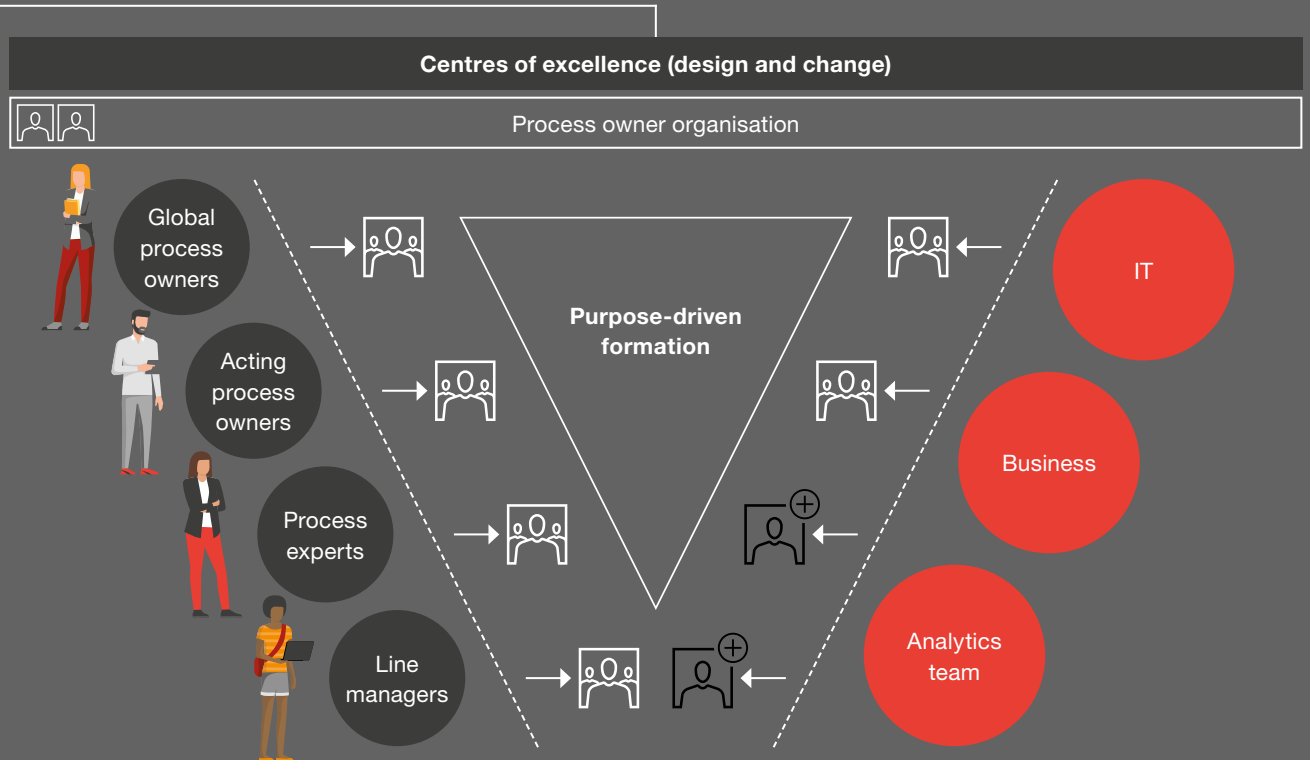 Centres of excellence (design and change)
Process owner organisation
Global
process
owners
Purpose-driven
formation
IT
Acting
process
owners
Business
Process
experts
Analytics
team
Line
managers